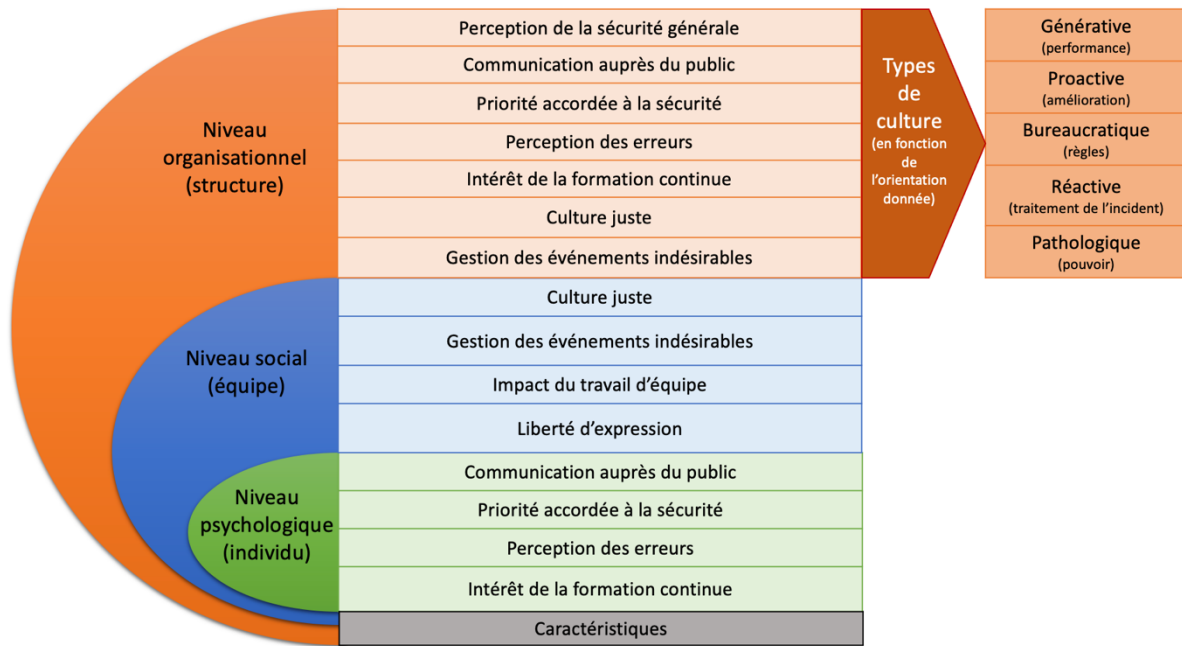 Niveau
organisationnel
(structure)
Perception de la sécurité générale
Communication auprès du public
Priorité accordée à la sécurité
Perception des erreurs
Intérêt de la formation continue
Culture juste
Gestion des événements indésirables
Types
de
culture
(en fonction
de
l’orientation
donnée)
Générative
(performance)
Proactive
(amélioration)
Bureaucratique
(règles)
Réactive
(traitement de l’incident)
Pathologique
(pouvoir)
Niveau social
(équipe)
Culture juste
Gestion des événements indésirables
Impact du travail d’équipe
Liberté d’expression
Niveau
psychologique
(individu)
Communication auprès du public
Priorité accordée à la sécurité
Perception des erreurs
Intérêt de la formation continue
Caractéristiques